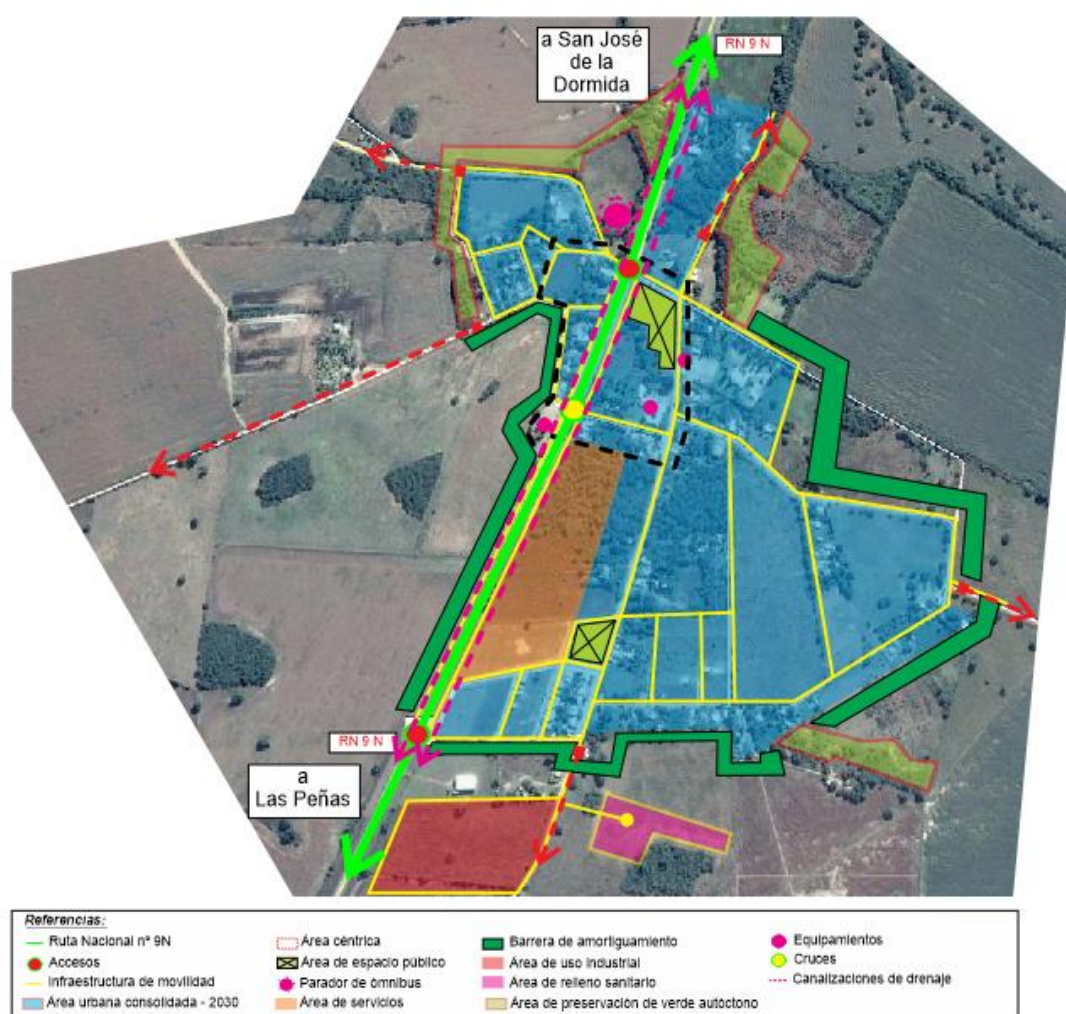 a San José
de la
Dormida
RN 9 N
RN 9 N
a
Las Peñas
Referencias:
Ruta Nacional nº 9N
Accesos
Infraestructura de movilidad
Área urbana consolidada - 2030
Área céntrica
Área de espacio público
Parador de ómnibus
Área de servicios
Barrera de amortiguamiento
Área de uso industrial
Área de relleno sanitario
Área de preservación de verde autóctono
Equipamientos
Cruces
Canalizaciones de drenaje